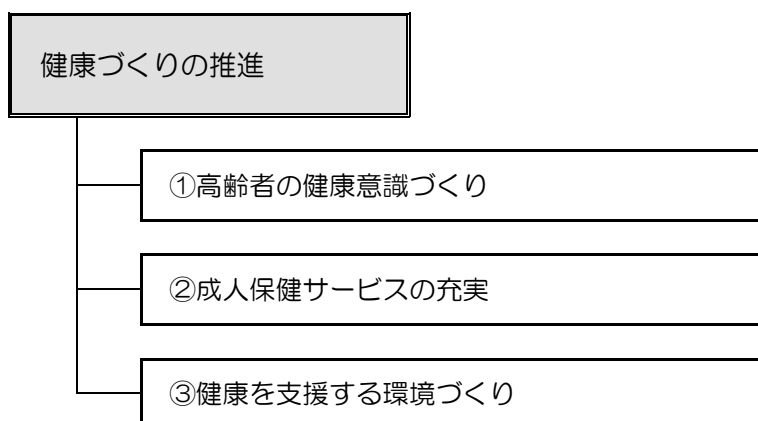 健康づくりの推進
①高齢者の健康意識づくり
②成人保健サービスの充実
③健康を支援する環境づくり